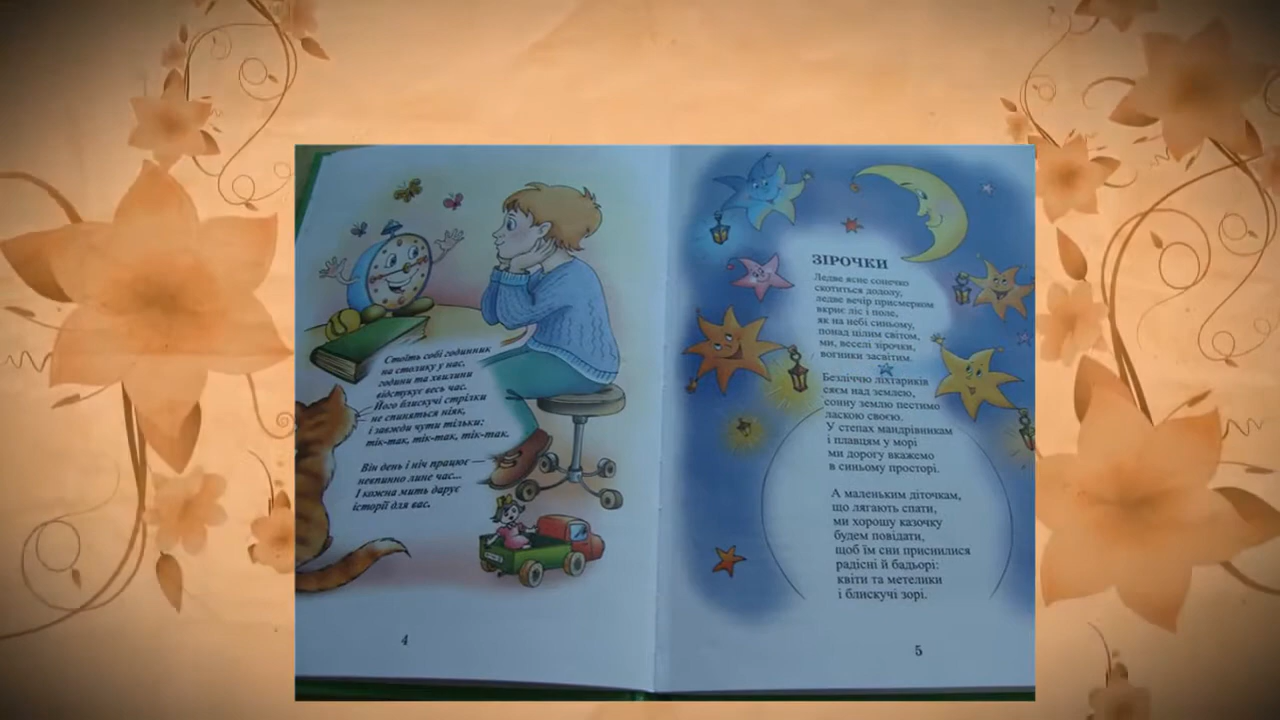 Стоїть собі годинник
на столику у нас,
години та хвилини
відстукує весь час.
Його блискучі стрілки
не спиняться ніяк,
і завжди чути тільки:
тік-так, тік-так, тік-так.
Він день і ніч працює —
невпинно лине час...
І кожна мить дарує
історії для вас.
4
ЗІРОЧКИ
Ледве ясне сонечко
скотиться додолу,
ледве вечір присмерком
вкриє ліс і поле,
як на небі синьому,
понад цілим світом,
ми, веселі зірочки,
вогники засвітим.
Безліччю ліхтариків
сяєм над землею,
сонну землю пестимо
ласкою своєю.
У степах мандрівникам
і плавцям у морі
ми дорогу вкажемо
в синьому просторі.
А маленьким діточкам,
що лягають спати,
ми хорошу казочку
будем повідати,
щоб їм сни приснилися
радісні й бадьорі:
квіти та метелики
і блискучі зорі.
5